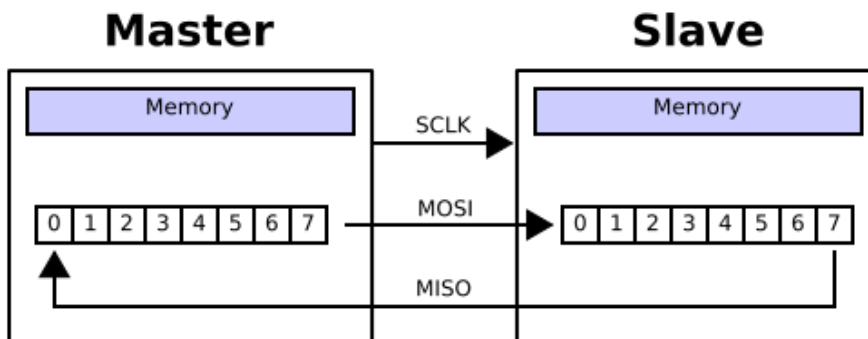 Master Slave
Memory Memory
SCLK
MOSI
0 1 2 3 4 5 6 7 0 1 2 3 4 5 6 7
MISO